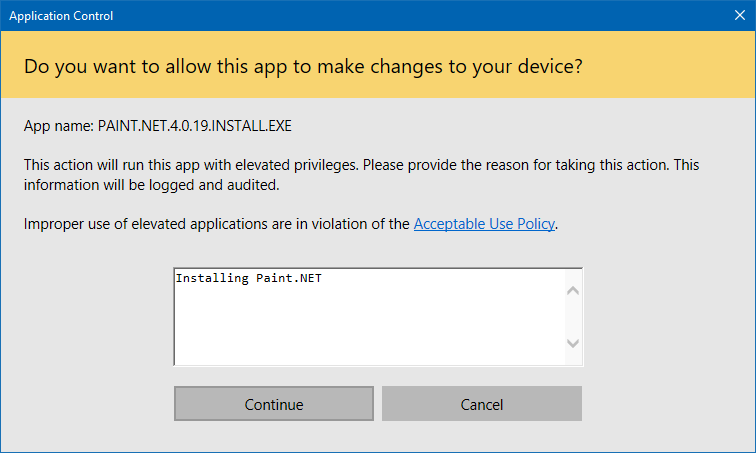 Application Control
Do you want to allow this app to make changes to your device?
App name: PAINT.NET.4.0.19.INSTALL.EXE
This action will run this app with elevated privileges. Please provide the reason for taking this action. This
information will be logged and audited.
Improper use of elevated applications are in violation of the Acceptable Use Policy.
Installing Paint.NET
Continue
Cancel